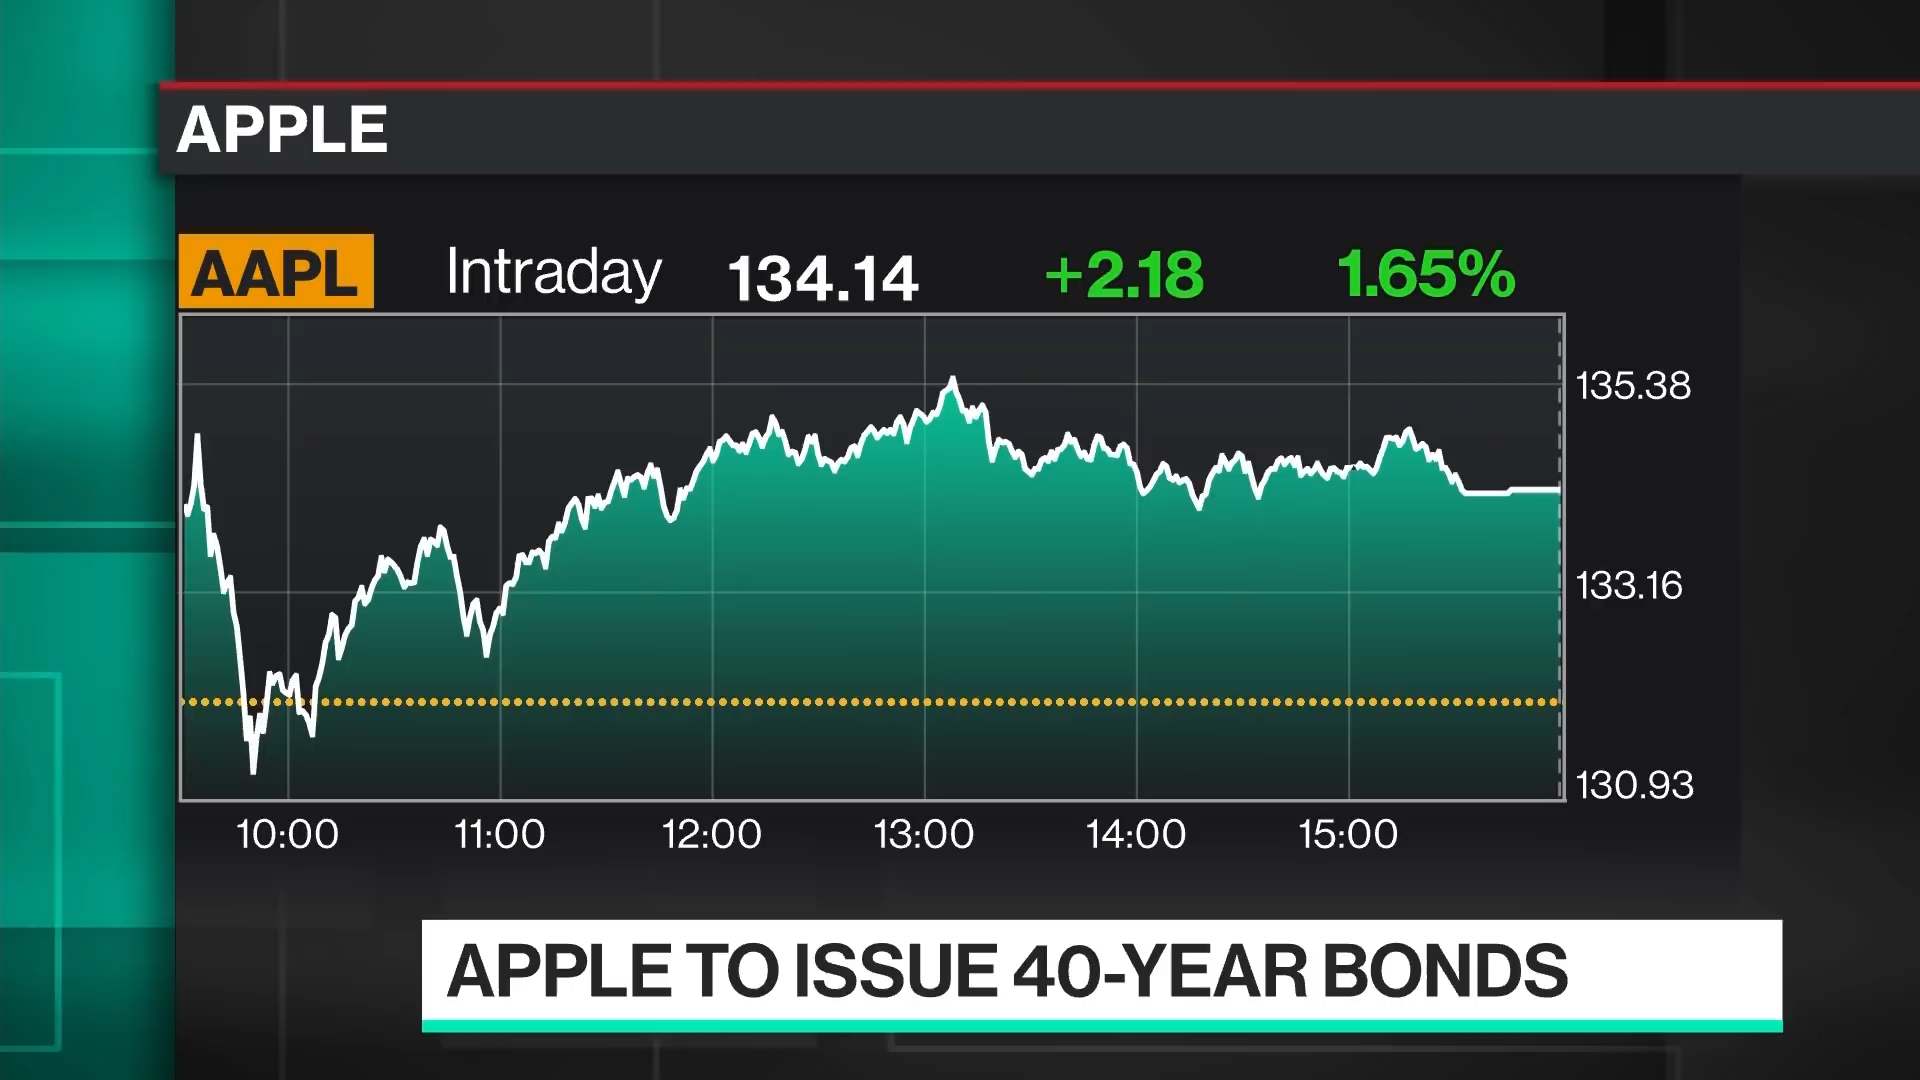 APPLE
AAPL Intraday 134.14 +2.18 1.65%
135.38
133.16
130.93
10:00 11:00 12:00 13:00 14:00 15:00
APPLE TO ISSUE 40-YEAR BONDS